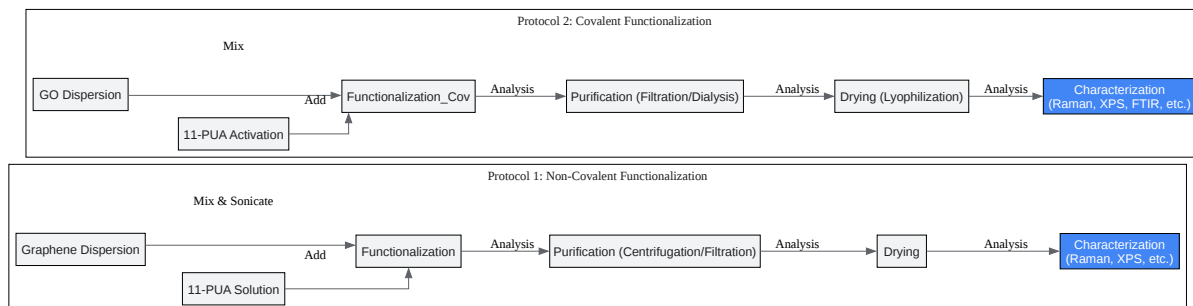 Protocol 2: Covalent Functionalization
Mix
GO Dispersion
Add
Functionalization_Cov
Analysis
Purification (Filtration/Dialysis)
Analysis
Drying (Lyophilization)
Analysis
Characterization
(Raman, XPS, FTIR, etc.)
11-PUA Activation
Protocol 1: Non-Covalent Functionalization
Mix & Sonicate
Graphene Dispersion
Add
Functionalization
Analysis
Purification (Centrifugation/Filtration)
Analysis
Drying
Analysis
Characterization
(Raman, XPS, etc.)
11-PUA Solution